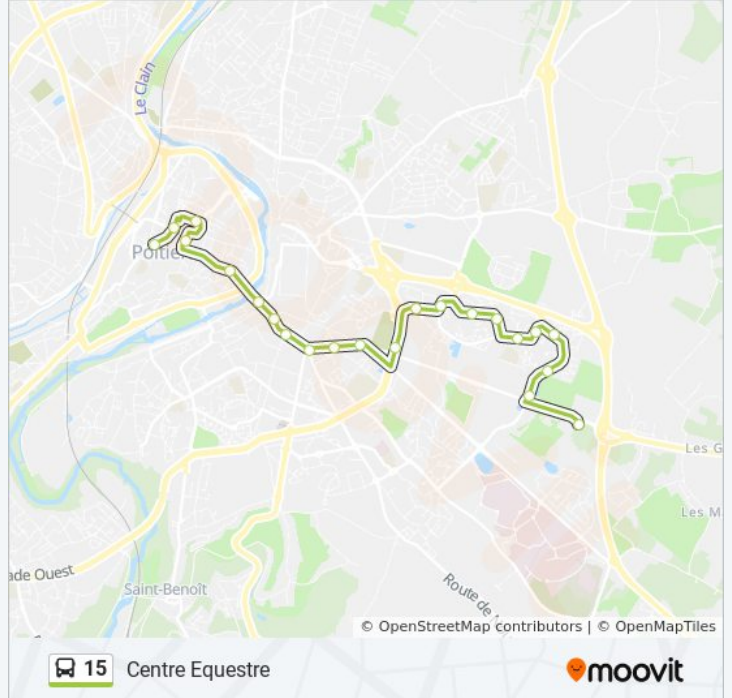 Le Clain
Poitie
Les G
Les M
ade Ouest
Saint-Benoît
Route de
© OpenStreetMap contributors | © OpenMapTiles
15 Centre Equestre
moovit